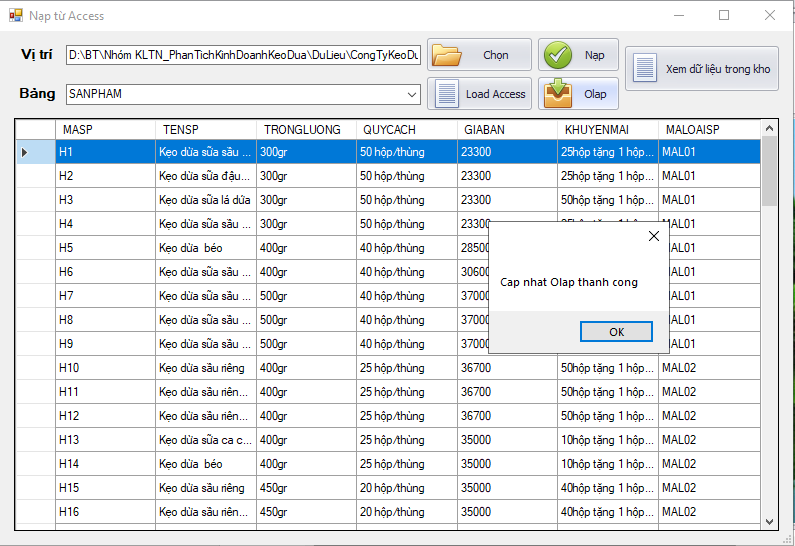 Nạp từ Access
Vị trí D:\BT\Nhóm KLTN_PhanTichKinhDoanhKeoDua\DuLieu\CongTyKeoDu Chọn Nạp Xem dữ liệu trong kho
Bảng SANPHAM Load Access Olap
MASP TENSP TRONGLUONG QUYCACH GIABAN KHUYENMAI MALOAISP
H1 Kẹo dừa sữa sầu ... 300gr 50 hộp/thùng 23300 25hộp tặng 1 hộp... MAL01
H2 Kẹo dừa sữa đậu... 300gr 50 hộp/thùng 23300 25hộp tặng 1 hộp... MAL01
H3 Kẹo dừa sữa lá dứa 300gr 50 hộp/thùng 23300 50hộp tặng 1 hộp... MAL01
H4 Kẹo dừa sữa sầu ... 300gr 50 hộp/thùng 23300 MAL01
H5 Kẹo dừa béo 400gr 40 hộp/thùng 28500 MAL01
H6 Kẹo dừa sữa sầu ... 400gr 40 hộp/thùng 30600 MAL01
H7 Kẹo dừa sữa sầu ... 500gr 40 hộp/thùng 37000 MAL01
H8 Kẹo dừa sữa sầu ... 500gr 40 hộp/thùng 37000 MAL01
H9 Kẹo dừa sữa sầu ... 500gr 40 hộp/thùng 37000 MAL01
Cap nhat Olap thanh cong
OK
H10 Kẹo dừa sầu riêng 400gr 25 hộp/thùng 36700 50hộp tặng 1 hộp... MAL02
H11 Kẹo dừa sầu riên... 400gr 25 hộp/thùng 36700 50hộp tặng 1 hộp... MAL02
H12 Kẹo dừa sầu riên... 400gr 25 hộp/thùng 36700 50hộp tặng 1 hộp... MAL02
H13 Kẹo dừa sữa ca c... 400gr 25 hộp/thùng 35000 10hộp tặng 1 hộp... MAL02
H14 Kẹo dừa béo 400gr 25 hộp/thùng 35000 10hộp tặng 1 hộp... MAL02
H15 Kẹo dừa sầu riêng 450gr 20 hộp/thùng 35000 40hộp tặng 1 hộp... MAL02
H16 Kẹo dừa sầu riên... 450gr 20 hộp/thùng 35000 40hộp tặng 1 hộp... MAL02